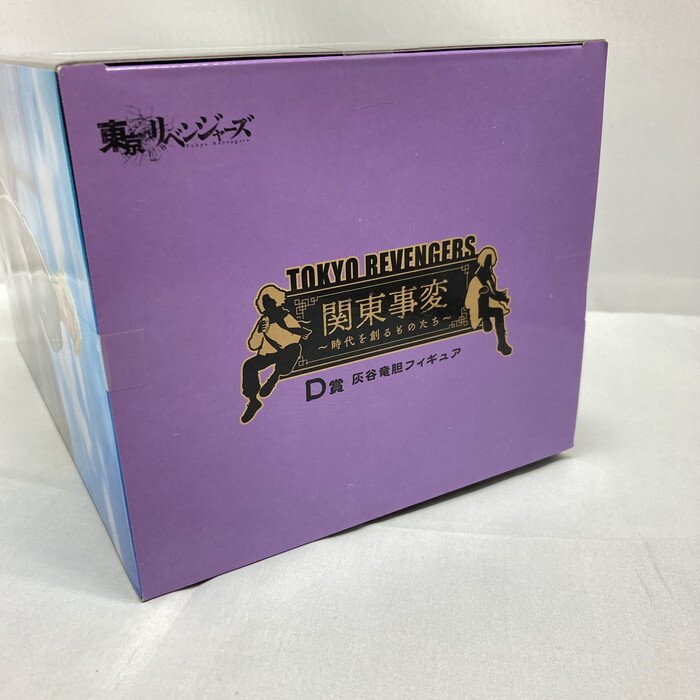 東京リベンジャーズ
Tokyo Revengers
TOKYO REVENGERS
関東事変
~時代を創るものたち~
D賞 灰谷竜胆フィギュア